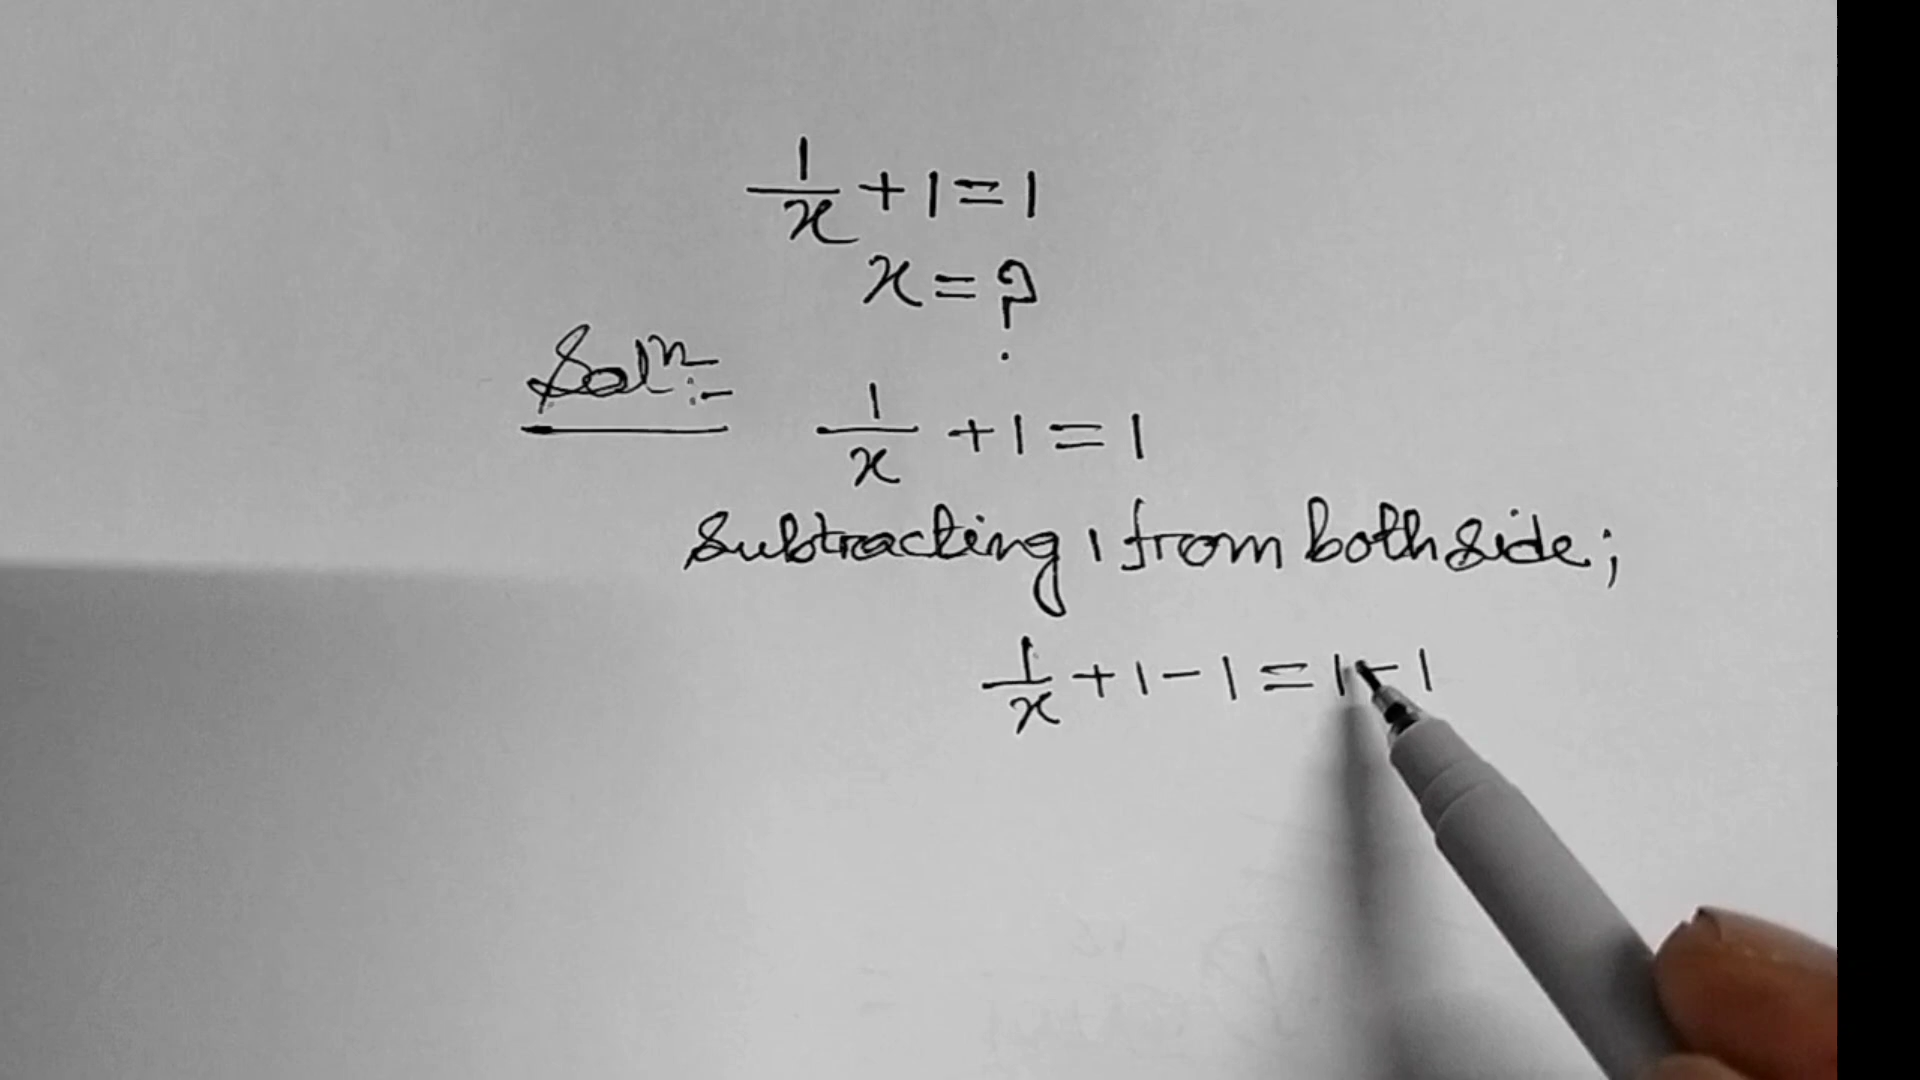 1/x + 1 = 1
x = ?
Solⁿ:-
1/x + 1 = 1
Subtracting 1 from both side;
1/x + 1 - 1 = 1 - 1